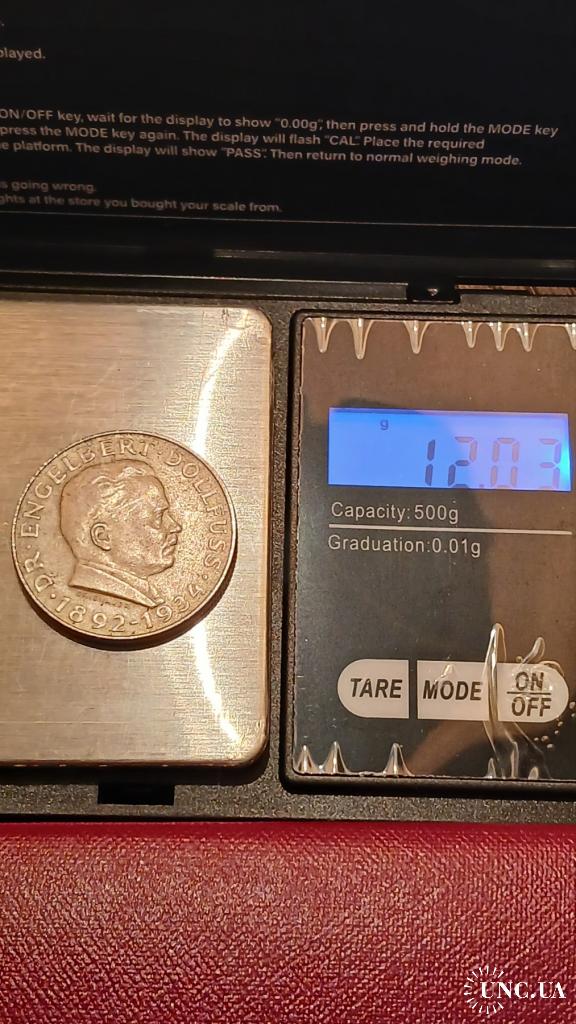 played.
ON/OFF key, wait for the display to show "0.00g", then press and hold the MODE key
press the MODE key again. The display will flash "CAL". Place the required
platform. The display will show "PASS". Then return to normal weighing mode.
going wrong.
at the store you bought your scale from.
g
12.03
Capacity: 500g
Graduation:0.01g
TARE
MODE
ON
OFF
DR·ENGELBERT·DOLLFUSS·
·1892-1934·
UNC.UA